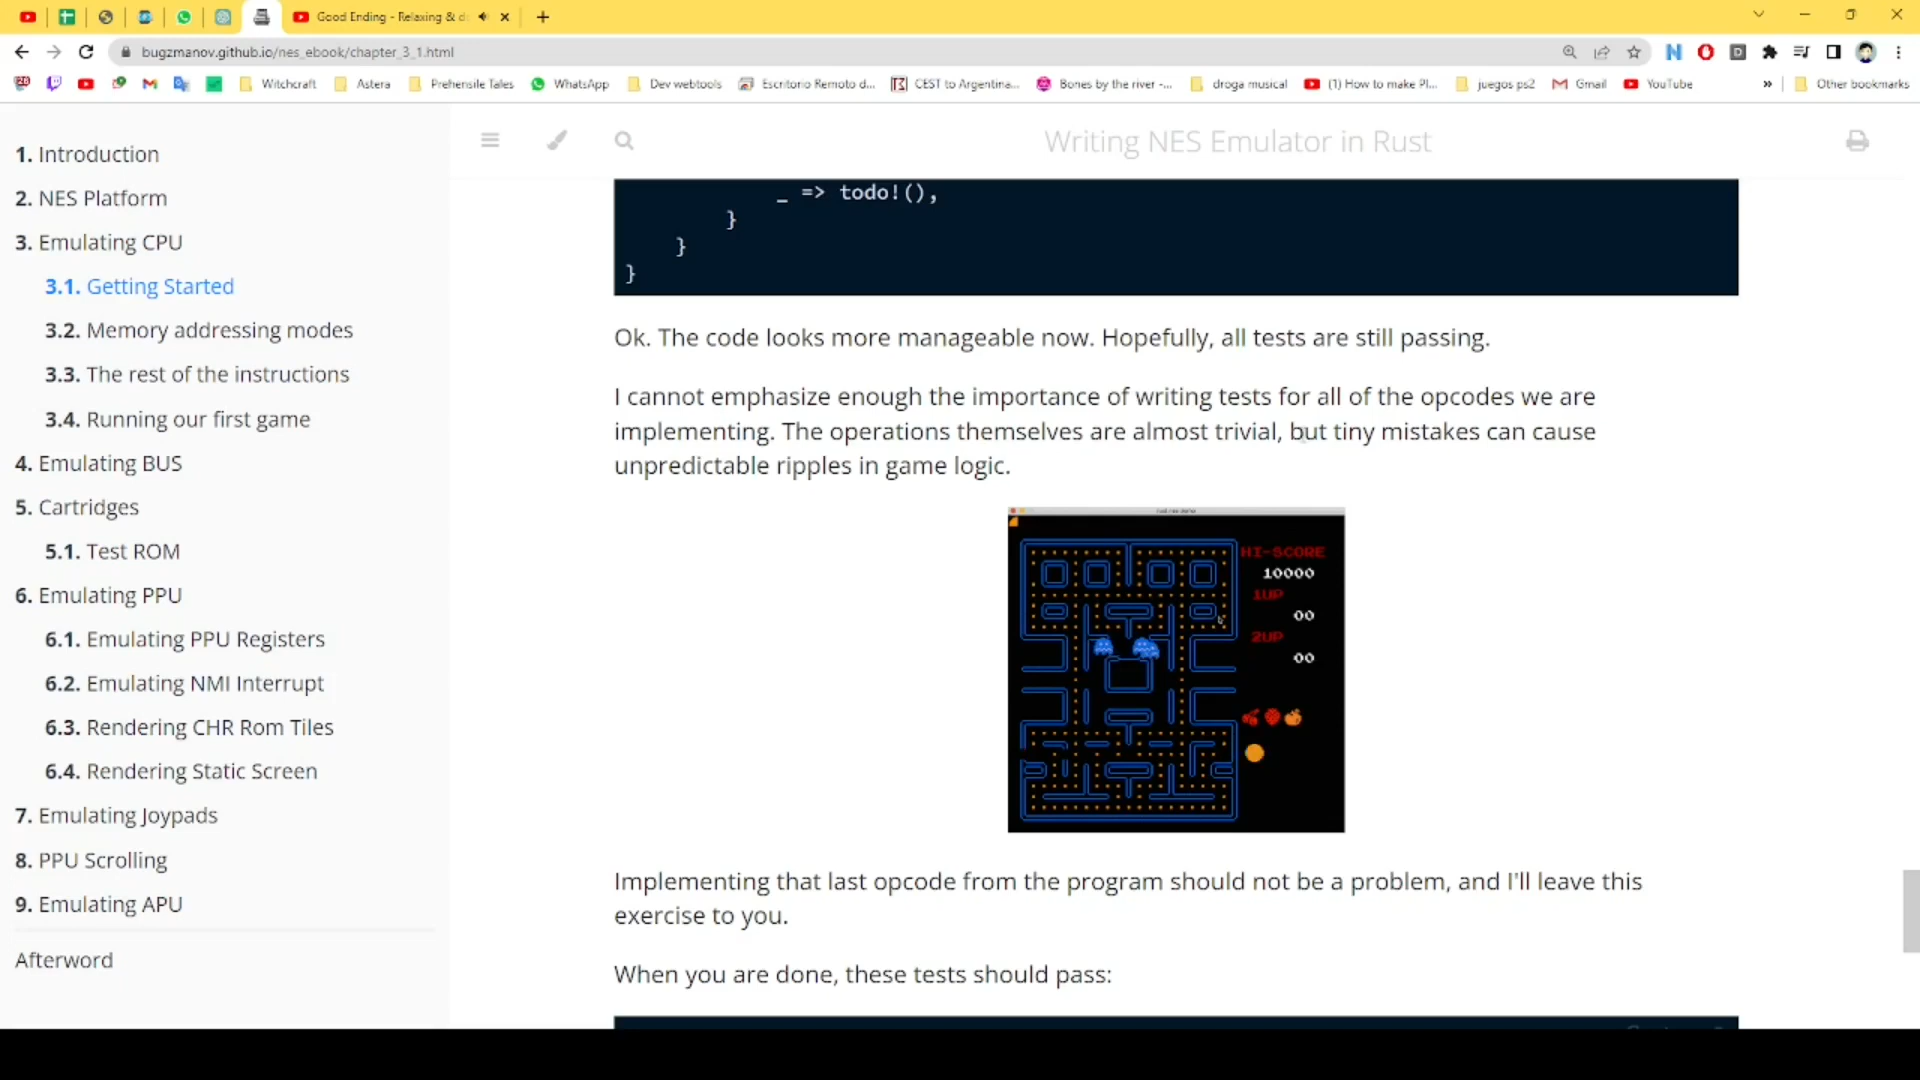 Good Ending - Relaxing & d
bugzmanov.github.io/nes_ebook/chapter_3_1.html
Witchcraft
Astera
Prehensile Tales
WhatsApp
Dev webtools
Escritorio Remoto d...
CEST to Argentina...
Bones by the river -...
droga musical
(1) How to make Pl...
juegos ps2
Gmail
YouTube
»
Other bookmarks
1. Introduction
2. NES Platform
3. Emulating CPU
3.1. Getting Started
3.2. Memory addressing modes
3.3. The rest of the instructions
3.4. Running our first game
4. Emulating BUS
5. Cartridges
5.1. Test ROM
6. Emulating PPU
6.1. Emulating PPU Registers
6.2. Emulating NMI Interrupt
6.3. Rendering CHR Rom Tiles
6.4. Rendering Static Screen
7. Emulating Joypads
8. PPU Scrolling
9. Emulating APU
Afterword
Writing NES Emulator in Rust
_ => todo!(),
}
}
}
Ok. The code looks more manageable now. Hopefully, all tests are still passing.
I cannot emphasize enough the importance of writing tests for all of the opcodes we are
implementing. The operations themselves are almost trivial, but tiny mistakes can cause
unpredictable ripples in game logic.
HI-SCORE
10000
1UP
00
2UP
00
Implementing that last opcode from the program should not be a problem, and I'll leave this
exercise to you.
When you are done, these tests should pass: